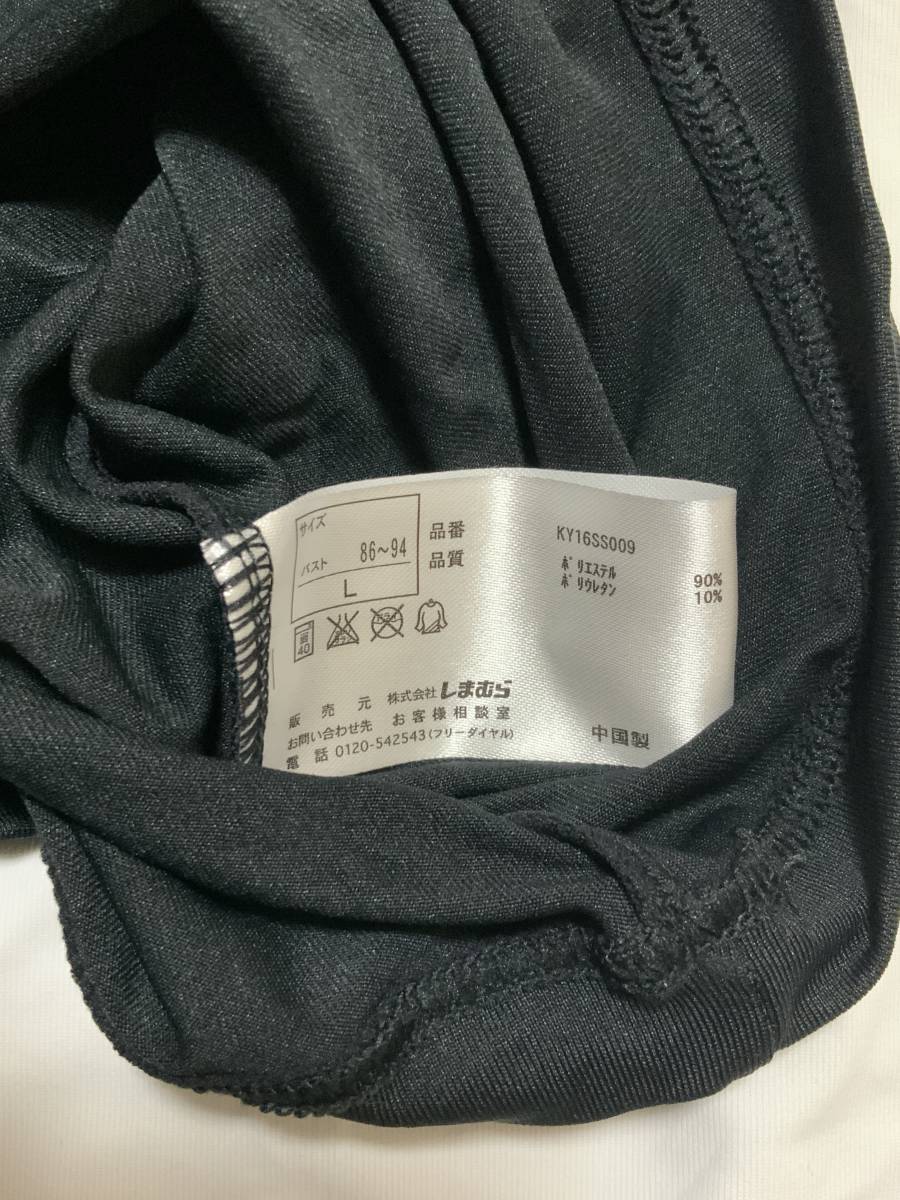 サイズ
バスト 86～94
L
品番 KY16SS009
品質 ポリエステル 90%
ポリウレタン 10%
40
販売元 株式会社しまむら
お問い合わせ先 お客様相談室
電話 0120-542543(フリーダイヤル)
中国製